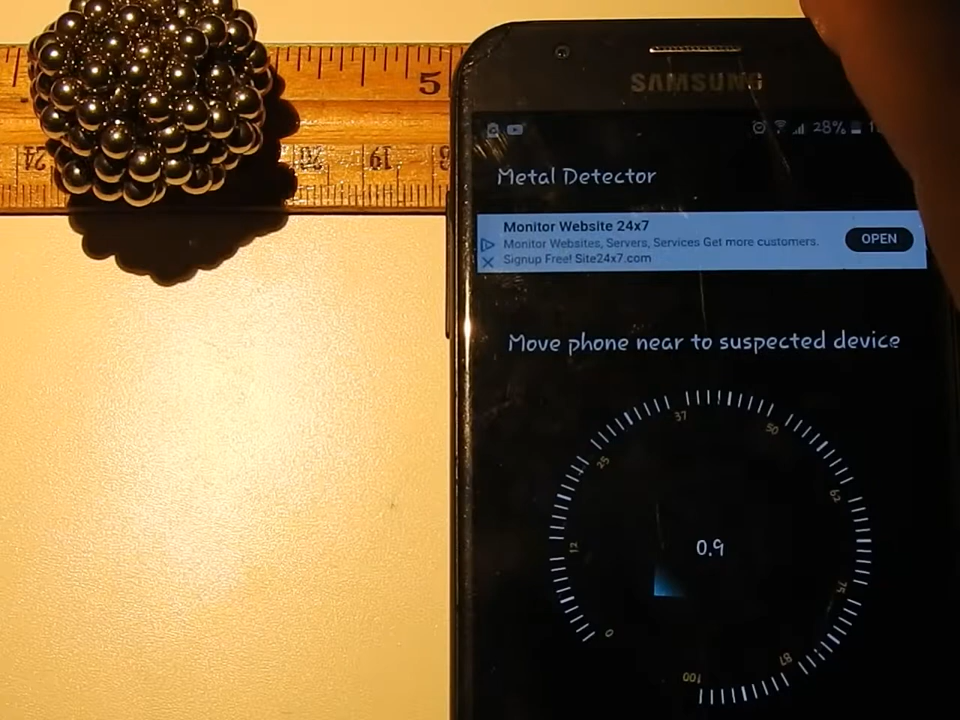 5
SAMSUNG
28%
24
20
19
Metal Detector
Monitor Website 24x7
Monitor Websites, Servers, Services Get more customers.
Signup Free! Site24x7.com
OPEN
Move phone near to suspected device
37
50
25
62
12
0.9
75
0
87
100